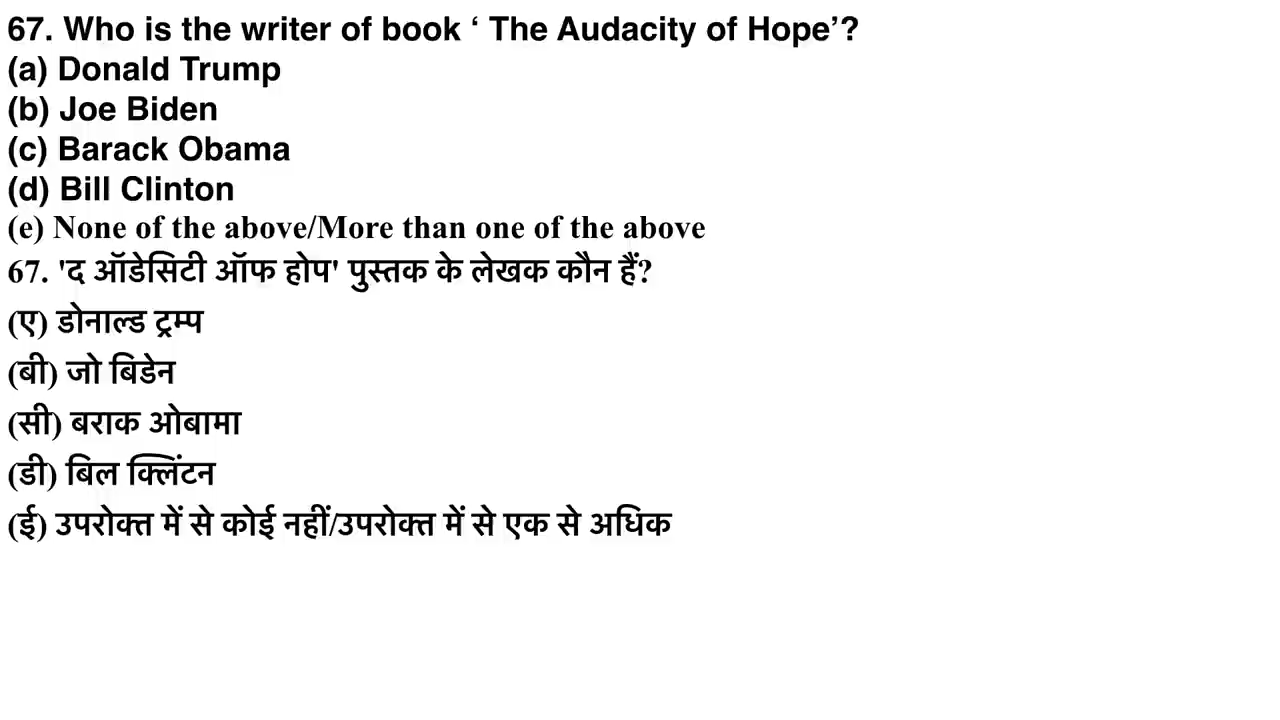 67. Who is the writer of book ‘ The Audacity of Hope’?
(a) Donald Trump
(b) Joe Biden
(c) Barack Obama
(d) Bill Clinton
(e) None of the above/More than one of the above
67. 'द ऑडेसिटी ऑफ होप' पुस्तक के लेखक कौन हैं?
(ए) डोनाल्ड ट्रम्प
(बी) जो बिडेन
(सी) बराक ओबामा
(डी) बिल क्लिंटन
(ई) उपरोक्त में से कोई नहीं/उपरोक्त में से एक से अधिक